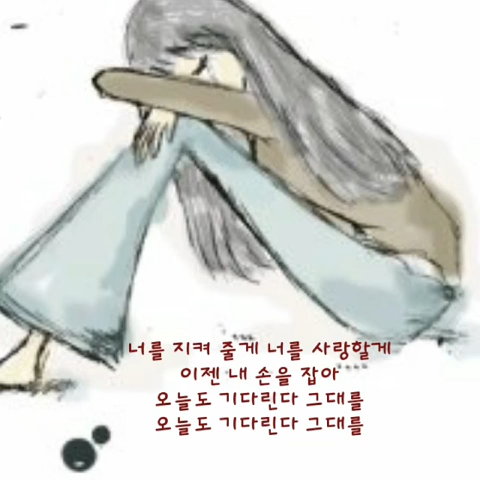 너를 지켜 줄게 너를 사랑할게
이젠 내 손을 잡아
오늘도 기다린다 그대를
오늘도 기다린다 그대를